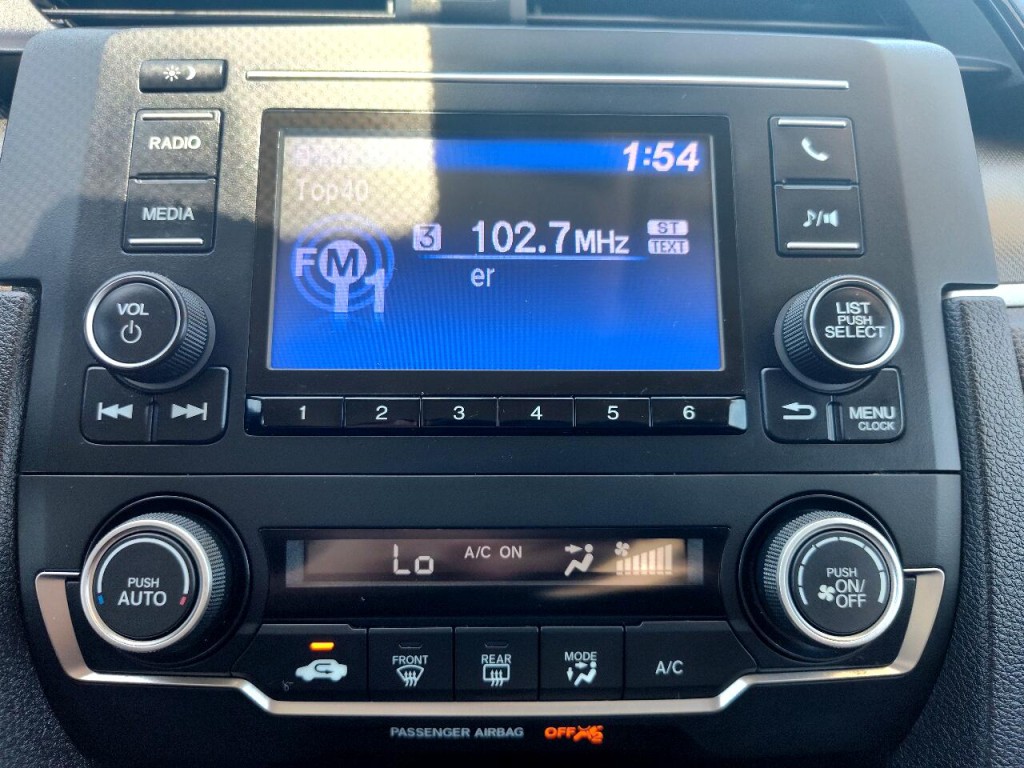 RADIO
MEDIA
1:54
Top40
FM
1
3
102.7MHz
ST
TEXT
er
VOL
LIST
PUSH
SELECT
1
2
3
4
5
6
MENU
CLOCK
PUSH
AUTO
Lo
A/C ON
PUSH
ON/
OFF
FRONT
REAR
MODE
A/C
PASSENGER AIRBAG
OFF